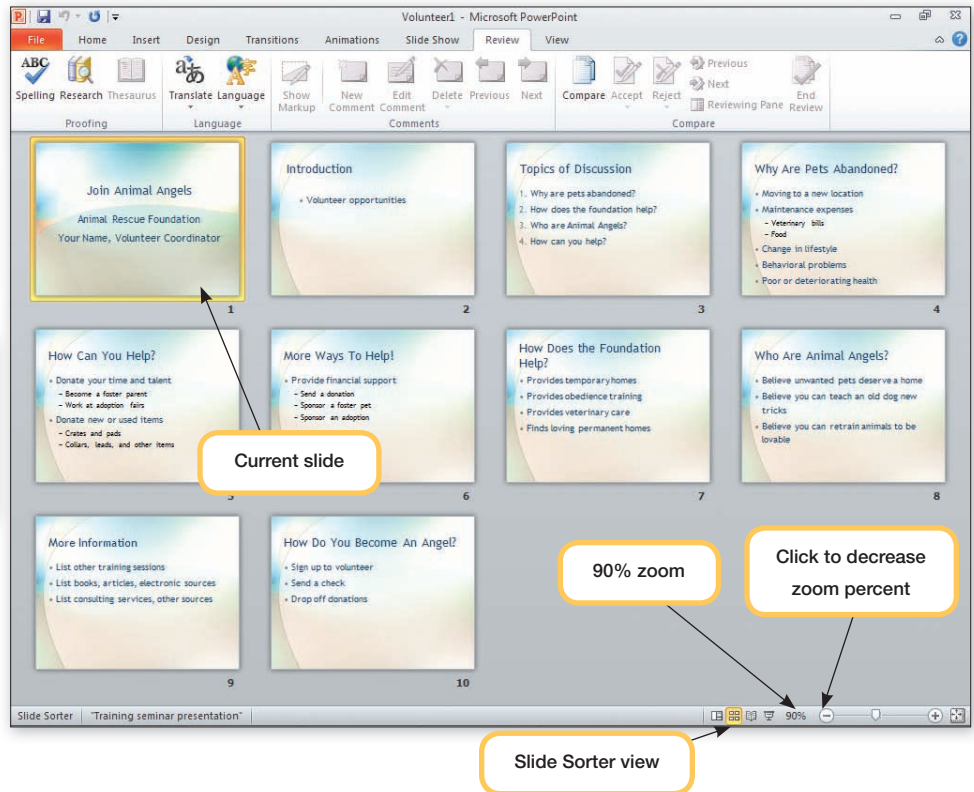 Volunteer1 - Microsoft PowerPoint
File Home Insert Design Transitions Animations Slide Show Review View
ABC
Spelling Research Thesaurus Translate Language Show Markup New Comment Edit Comment Delete Previous Next Compare Accept Reject Previous Next Reviewing Pane End Review
Proofing Language Comments Compare
Join Animal Angels
Animal Rescue Foundation
Your Name, Volunteer Coordinator
1
Introduction
• Volunteer opportunities
2
Topics of Discussion
1. Why are pets abandoned?
2. How does the foundation help?
3. Who are Animal Angels?
4. How can you help?
3
Why Are Pets Abandoned?
• Moving to a new location
• Maintenance expenses
– Veterinary bills
– Food
• Change in lifestyle
• Behavioral problems
• Poor or deteriorating health
4
How Can You Help?
• Donate your time and talent
– Become a foster parent
– Work at adoption fairs
• Donate new or used items
– Crates and pads
– Collars, leads, and other items
5
More Ways To Help!
• Provide financial support
– Send a donation
– Sponsor a foster pet
– Sponsor an adoption
6
How Does the Foundation
Help?
• Provides temporary homes
• Provides obedience training
• Provides veterinary care
• Finds loving permanent homes
7
Who Are Animal Angels?
• Believe unwanted pets deserve a home
• Believe you can teach an old dog new
tricks
• Believe you can retrain animals to be
lovable
8
Current slide
More Information
• List other training sessions
• List books, articles, electronic sources
• List consulting services, other sources
9
How Do You Become An Angel?
• Sign up to volunteer
• Send a check
• Drop off donations
10
90% zoom
Click to decrease
zoom percent
Slide Sorter "Training seminar presentation" 90%
Slide Sorter view